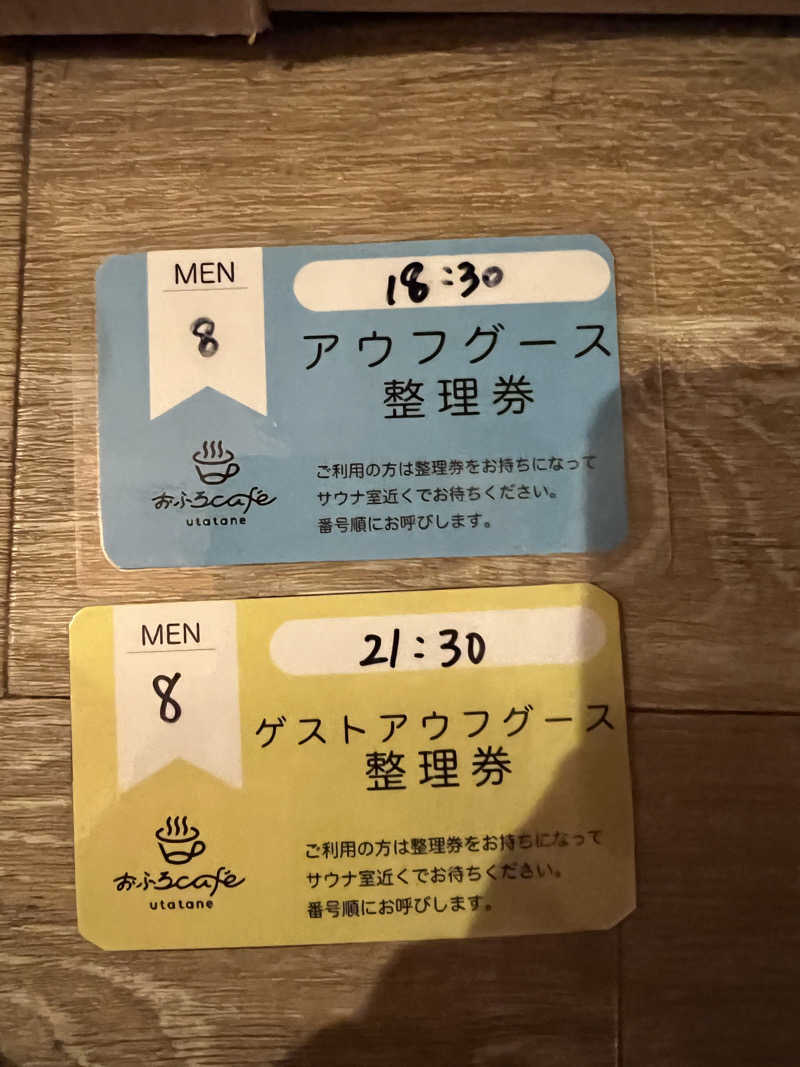 MEN
8
18:30
アウフグース
整理券
おふろcafé
utatane
ご利用の方は整理券をお持ちになって
サウナ室近くでお待ちください。
番号順にお呼びします。
MEN
8
21:30
ゲストアウフグース
整理券
おふろcafé
utatane
ご利用の方は整理券をお持ちになって
サウナ室近くでお待ちください。
番号順にお呼びします。